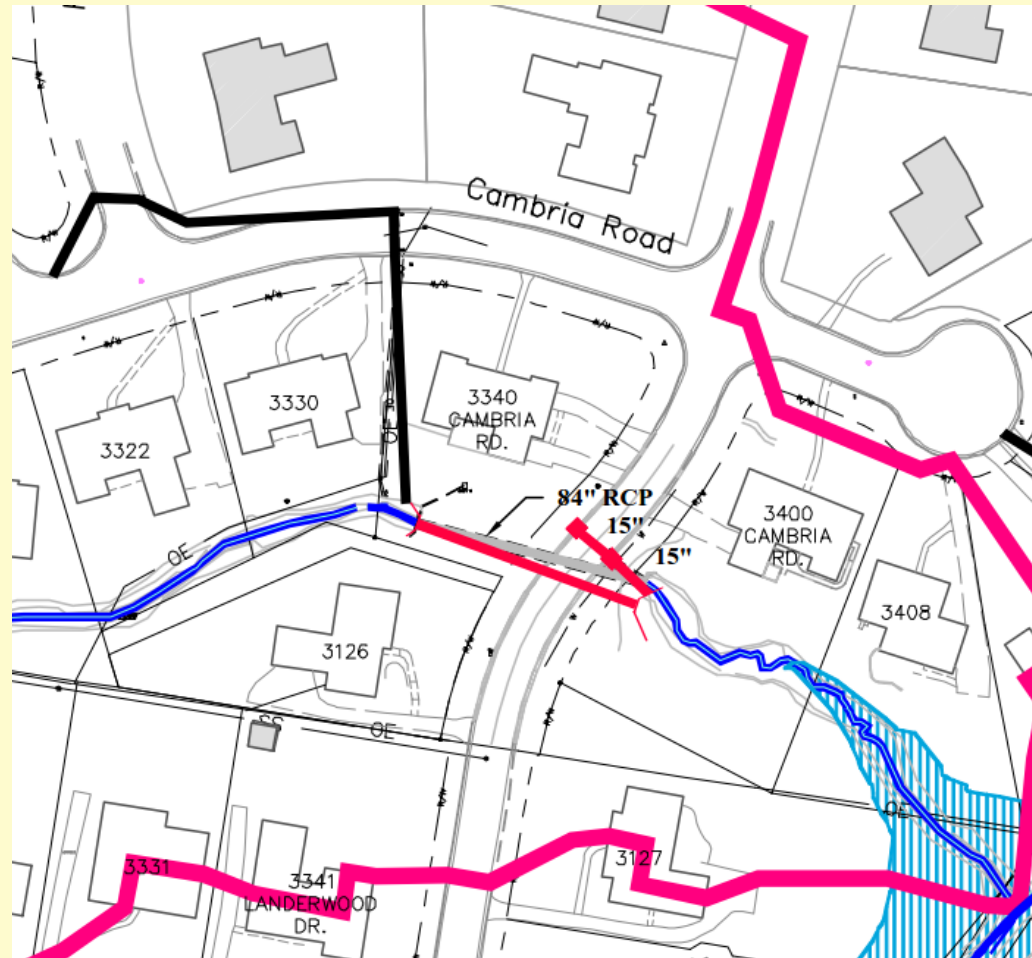 Cambria Road
3340
CAMBRIA
RD.
3330
3322
OE
84" RCP
15"
15"
3400
CAMBRIA
RD.
OE
3408
3126
OE
OE
3127
3331
3341
LANDERWOOD
DR.